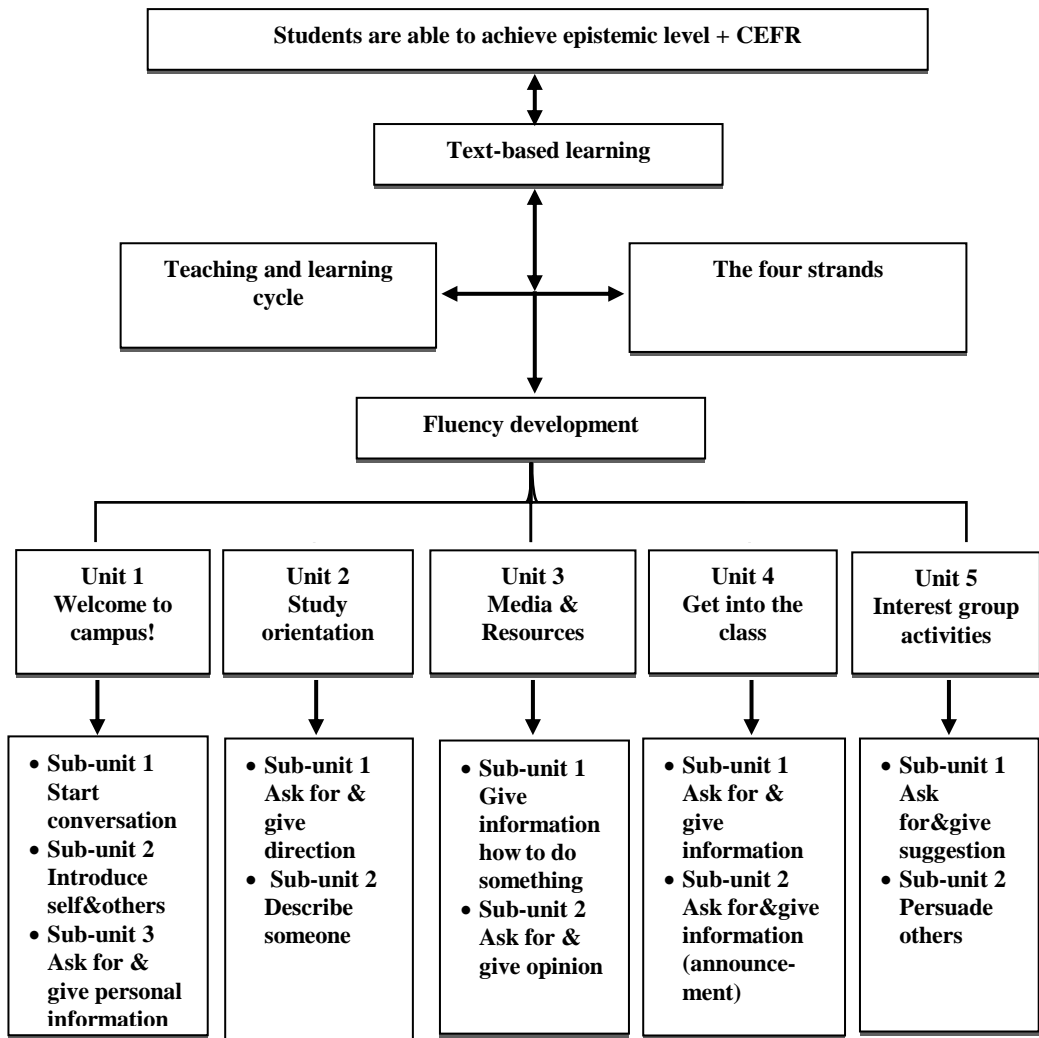 Students are able to achieve epistemic level + CEFR
Text-based learning
Teaching and learning
cycle
The four strands
Fluency development
Unit 1
Welcome to
campus!
Unit 2
Study
orientation
Unit 3
Media &
Resources
Unit 4
Get into the
class
Unit 5
Interest group
activities
• Sub-unit 1
Start
conversation
• Sub-unit 2
Introduce
self&others
• Sub-unit 3
Ask for &
give personal
information
• Sub-unit 1
Ask for &
give
direction
• Sub-unit 2
Describe
someone
• Sub-unit 1
Give
information
how to do
something
• Sub-unit 2
Ask for &
give opinion
• Sub-unit 1
Ask for &
give
information
• Sub-unit 2
Ask for&give
information
(announce-
ment)
• Sub-unit 1
Ask
for&give
suggestion
• Sub-unit 2
Persuade
others